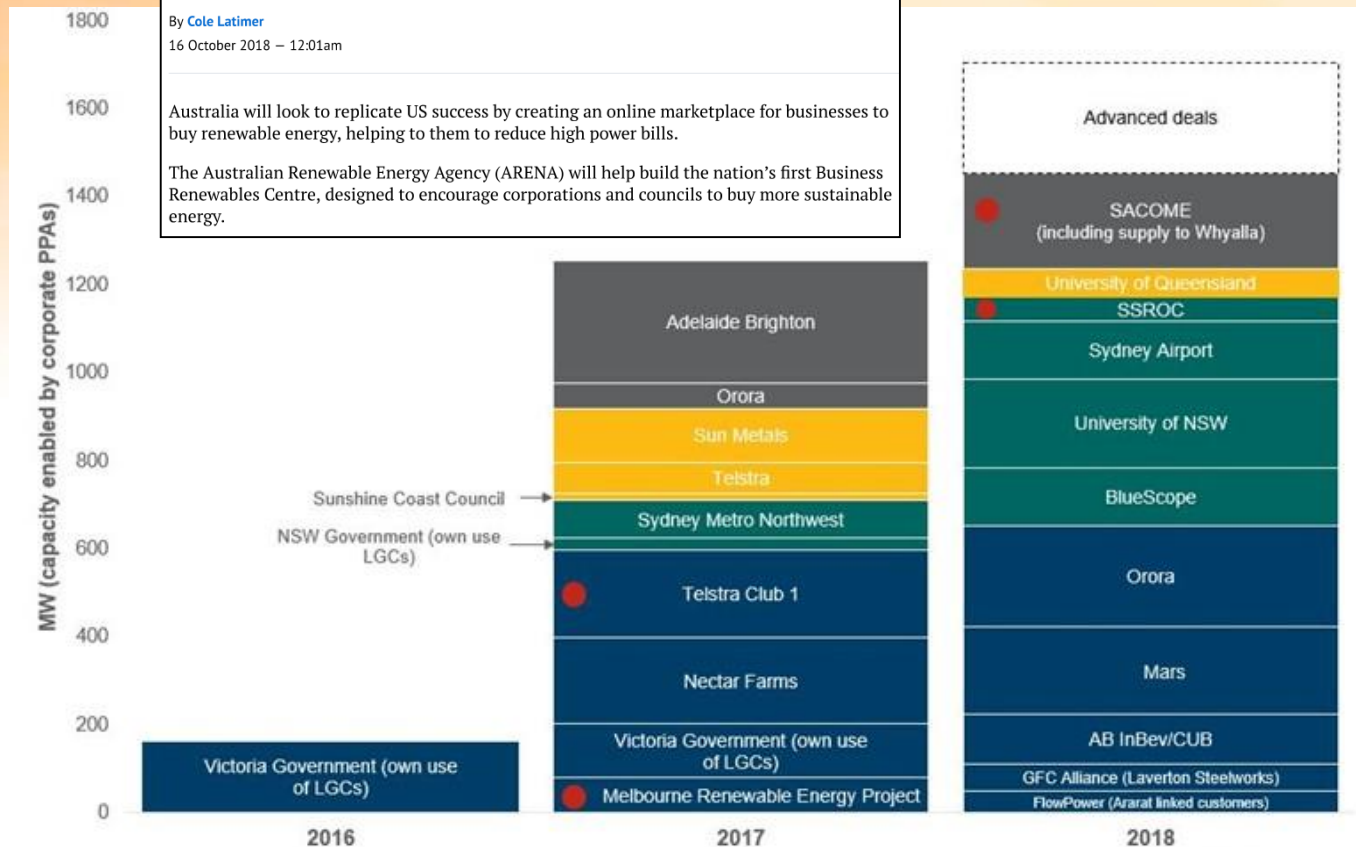 By Cole Latimer
16 October 2018 — 12:01am
Australia will look to replicate US success by creating an online marketplace for businesses to
buy renewable energy, helping to them to reduce high power bills.
The Australian Renewable Energy Agency (ARENA) will help build the nation's first Business
Renewables Centre, designed to encourage corporations and councils to buy more sustainable
energy.
MW (capacity enabled by corporate PPAs)
1800
1600
1400
1200
1000
800
600
400
200
0
Victoria Government (own use
of LGCs)
2016
Adelaide Brighton
Orora
Sun Metals
Telstra
Sunshine Coast Council
Sydney Metro Northwest
NSW Government (own use
LGCs)
Telstra Club 1
Nectar Farms
Victoria Government (own use
of LGCs)
Melbourne Renewable Energy Project
2017
Advanced deals
SACOME
(including supply to Whyalla)
University of Queensland
SSROC
Sydney Airport
University of NSW
BlueScope
Orora
Mars
AB InBev/CUB
GFC Alliance (Laverton Steelworks)
FlowPower (Ararat linked customers)
2018